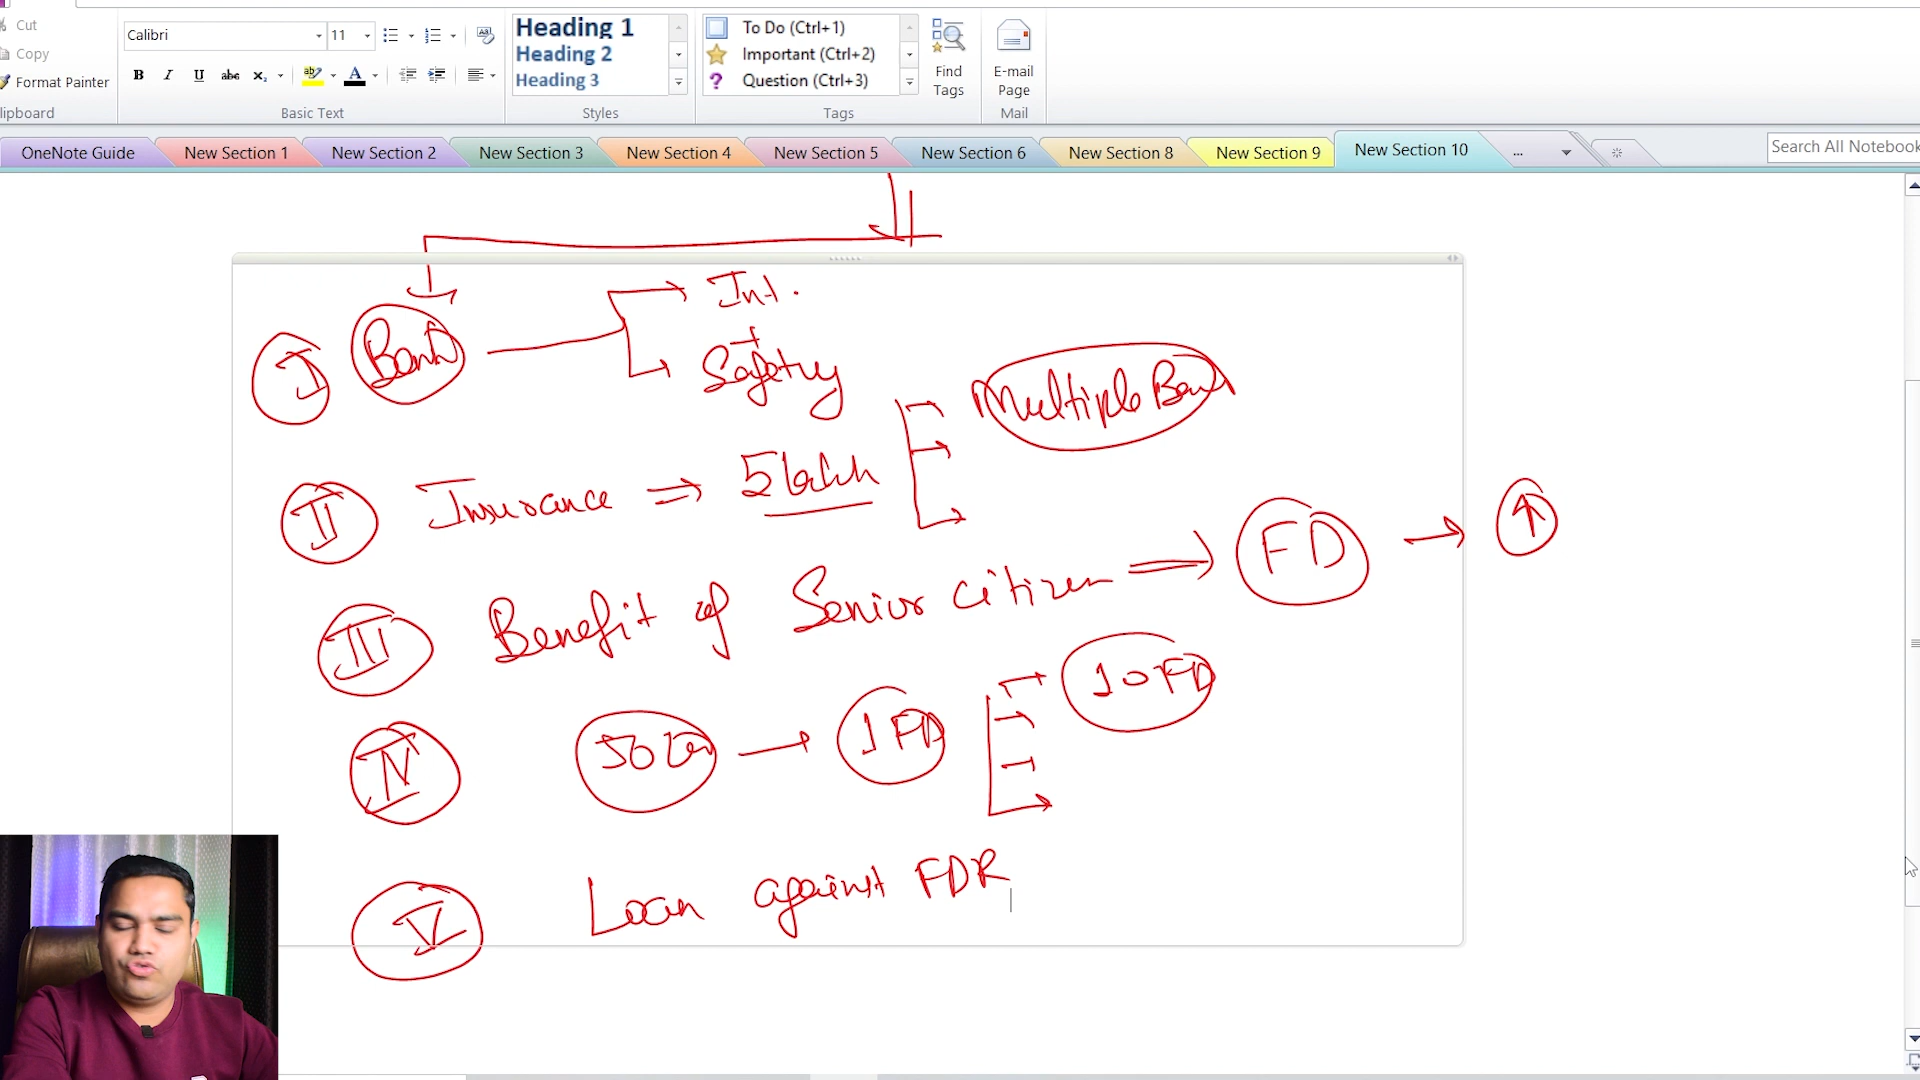 Cut
Copy
Format Painter
lipboard
Calibri
11
B I U abc x₂ A
Basic Text
Heading 1
Heading 2
Heading 3
Styles
To Do (Ctrl+1)
Important (Ctrl+2)
? Question (Ctrl+3)
Tags
Find
Tags
E-mail
Page
Mail
OneNote Guide New Section 1 New Section 2 New Section 3 New Section 4 New Section 5 New Section 6 New Section 8 New Section 9 New Section 10 ...
Search All Notebook
I Bank Int.
+
Safetry
Multiple Bank
II Insurance ⇒ 5 lakh
III Benefit of Senior citizen ⇒ FD → ↑
IV 50 → 1 FD 10 FD
V Loan against FDR